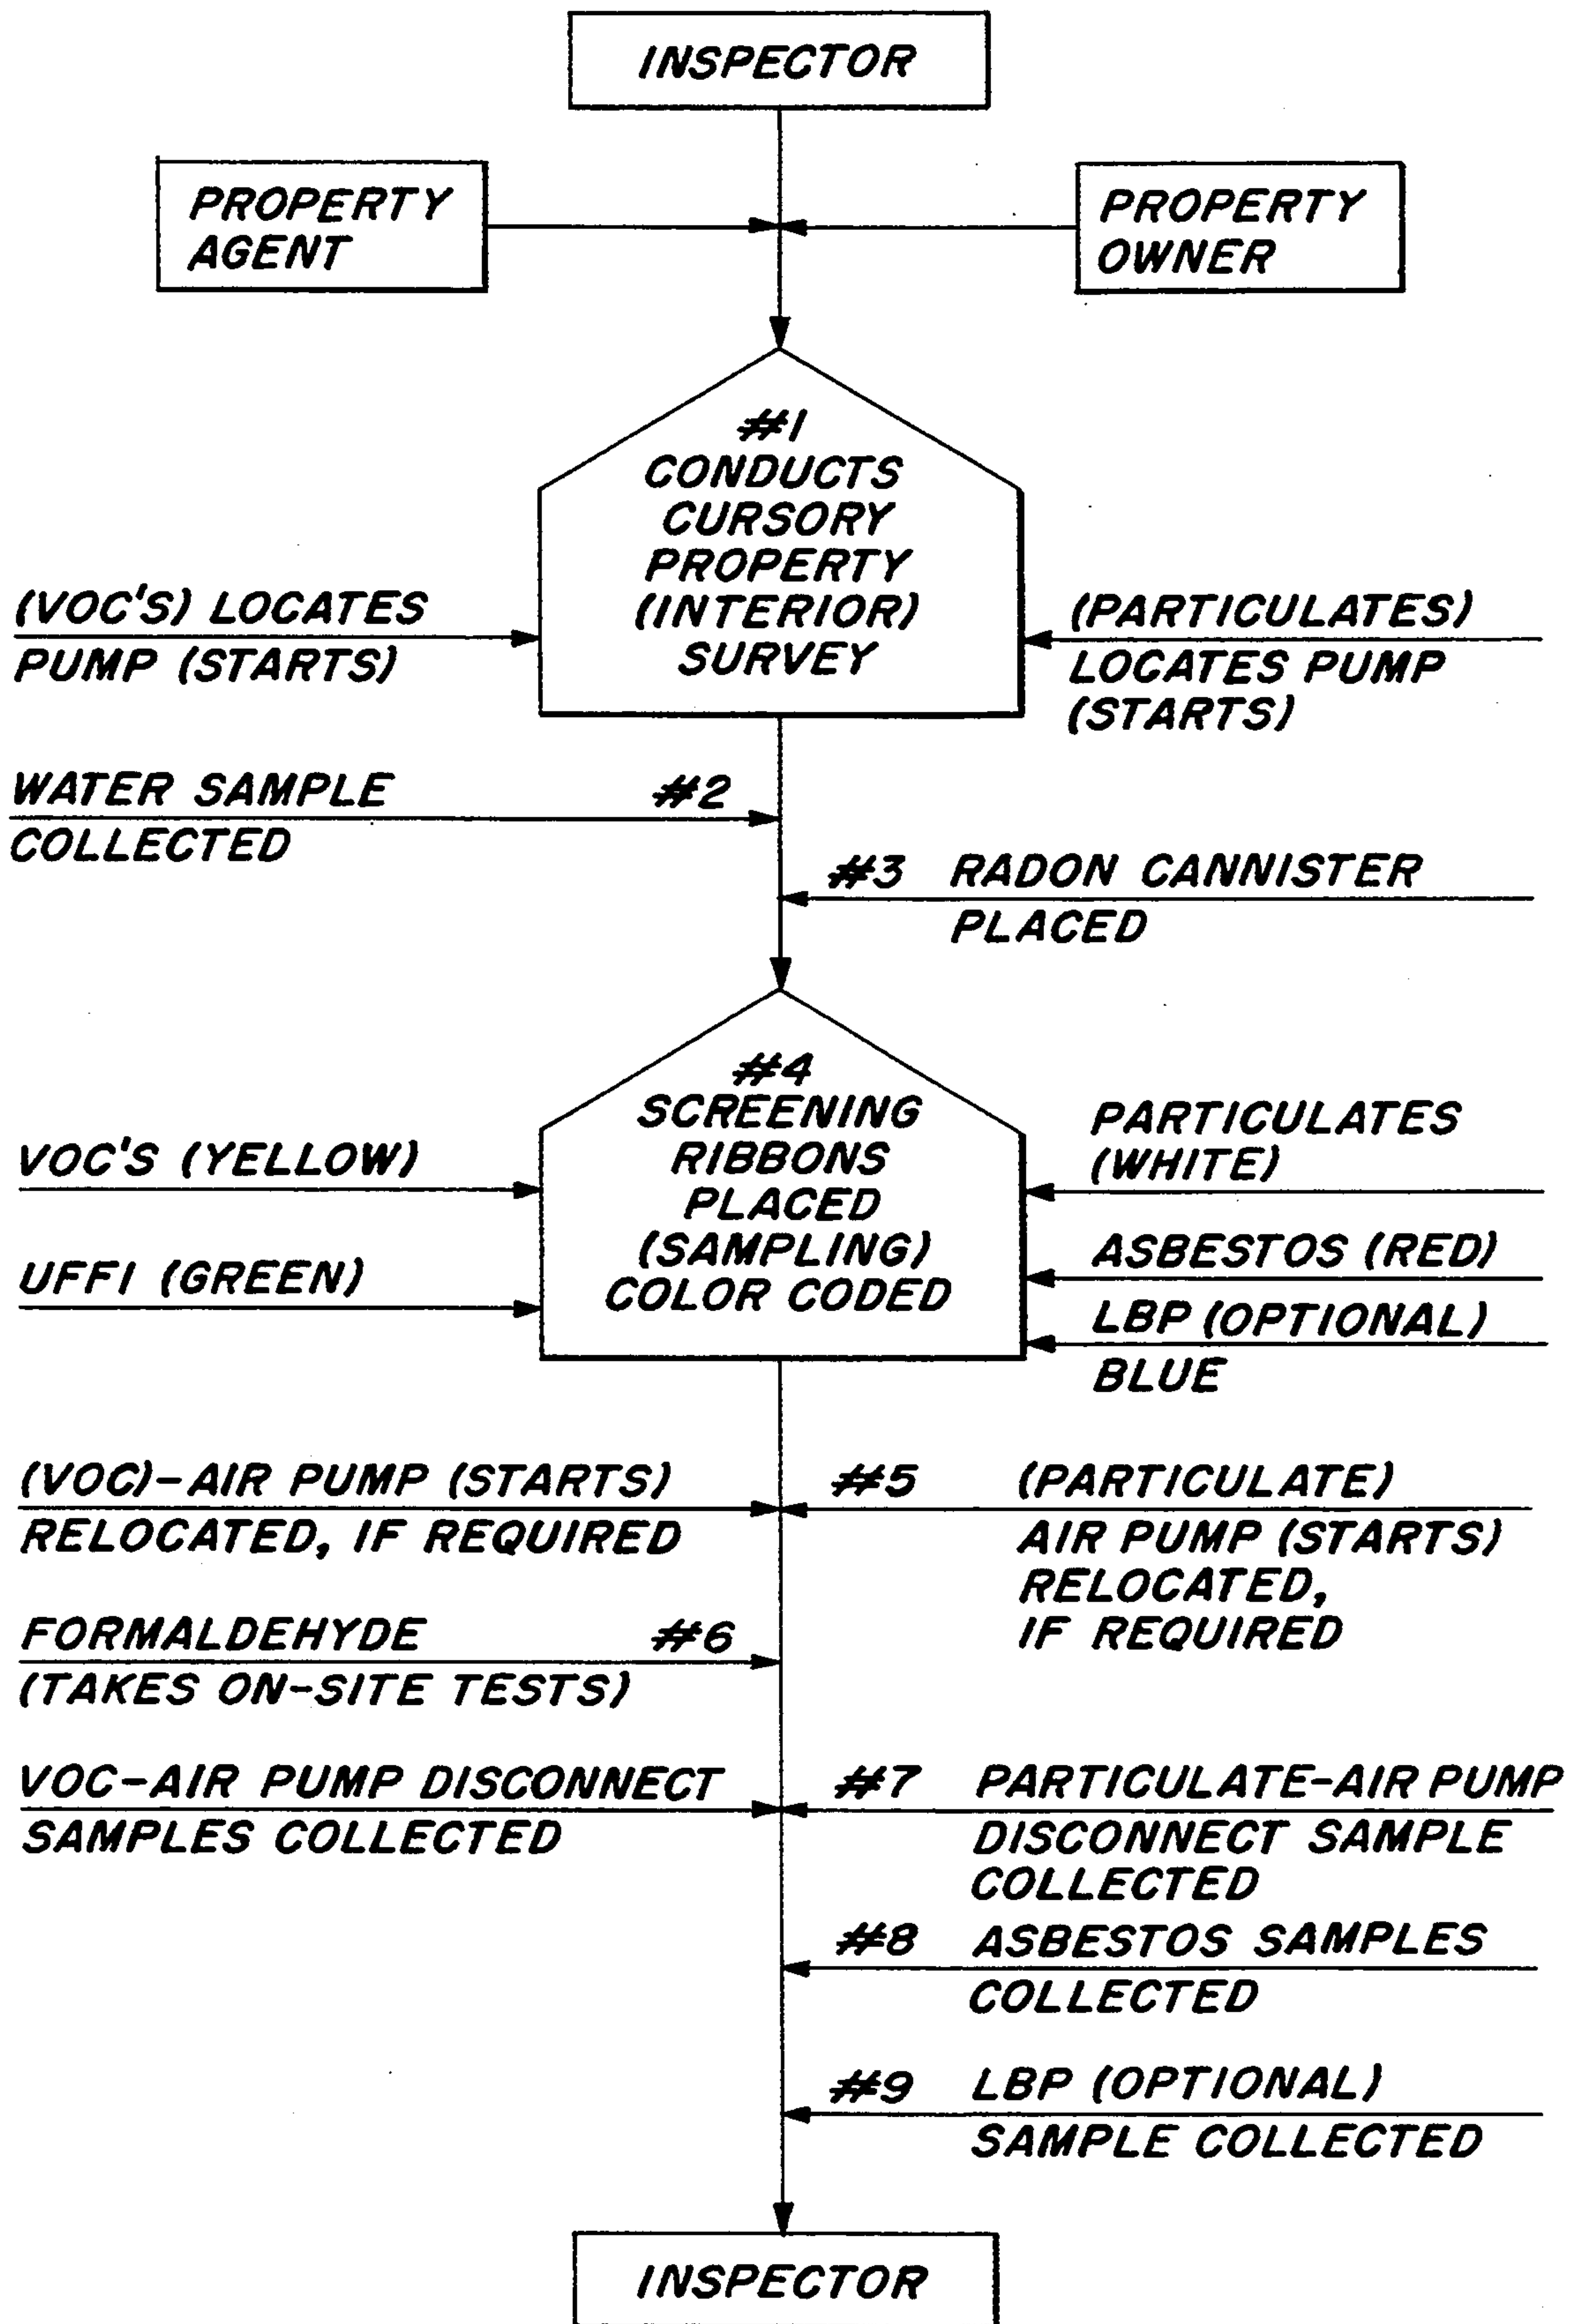 INSPECTOR
PROPERTY
AGENT
PROPERTY
OWNER
#1
CONDUCTS
CURSORY
PROPERTY
(INTERIOR)
SURVEY
(VOC'S) LOCATES
PUMP (STARTS)
(PARTICULATES)
LOCATES PUMP
(STARTS)
WATER SAMPLE #2
COLLECTED
#3 RADON CANNISTER
PLACED
#4
SCREENING
RIBBONS
PLACED
(SAMPLING)
COLOR CODED
VOC'S (YELLOW)
UFFI (GREEN)
PARTICULATES
(WHITE)
ASBESTOS (RED)
LBP (OPTIONAL)
BLUE
(VOC)-AIR PUMP (STARTS)
RELOCATED, IF REQUIRED
#5 (PARTICULATE)
AIR PUMP (STARTS)
RELOCATED,
IF REQUIRED
FORMALDEHYDE #6
(TAKES ON-SITE TESTS)
VOC-AIR PUMP DISCONNECT
SAMPLES COLLECTED
#7 PARTICULATE-AIR PUMP
DISCONNECT SAMPLE
COLLECTED
#8 ASBESTOS SAMPLES
COLLECTED
#9 LBP (OPTIONAL)
SAMPLE COLLECTED
INSPECTOR